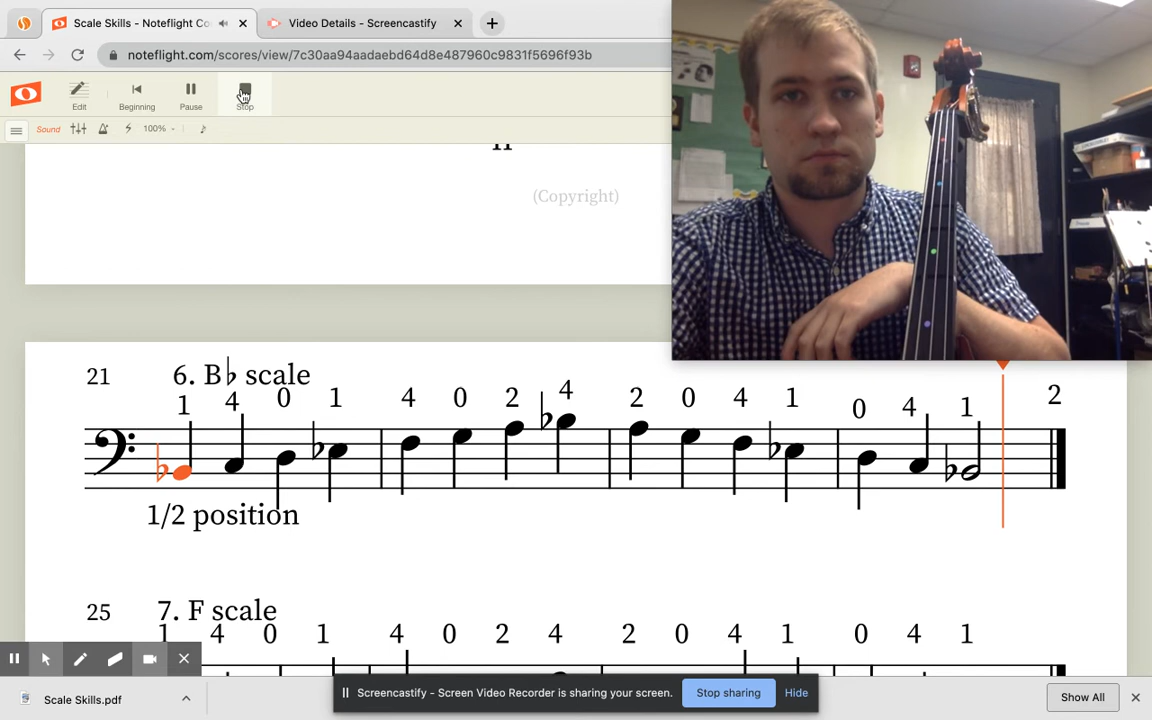 Scale Skills - Noteflight Co
Video Details - Screencastify
noteflight.com/scores/view/7c30aa94aadaebd64d8e487960c9831f5696f93b
Edit
Beginning
Pause
Stop
Sound
100%
(Copyright)
21
6. B♭ scale
1 4 0 1 4 0 2 4 2 0 4 1 0 4 1 2
1/2 position
25
7. F scale
1 4 0 1 4 0 2 4 2 0 4 1 0 4 1
Scale Skills.pdf
Screencastify - Screen Video Recorder is sharing your screen.
Stop sharing
Hide
Show All